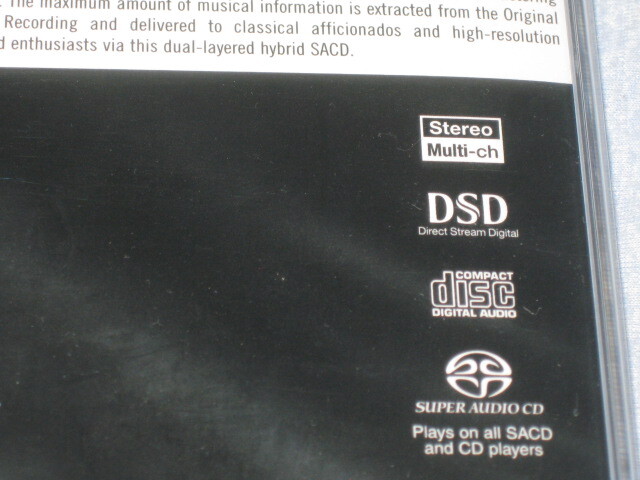 The maximum amount of musical information is extracted from the Original
Recording and delivered to classical afficionados and high-resolution
enthusiasts via this dual-layered hybrid SACD.
Stereo
Multi-ch
DSD
Direct Stream Digital
COMPACT
disc
DIGITAL AUDIO
SUPER AUDIO CD
Plays on all SACD
and CD players